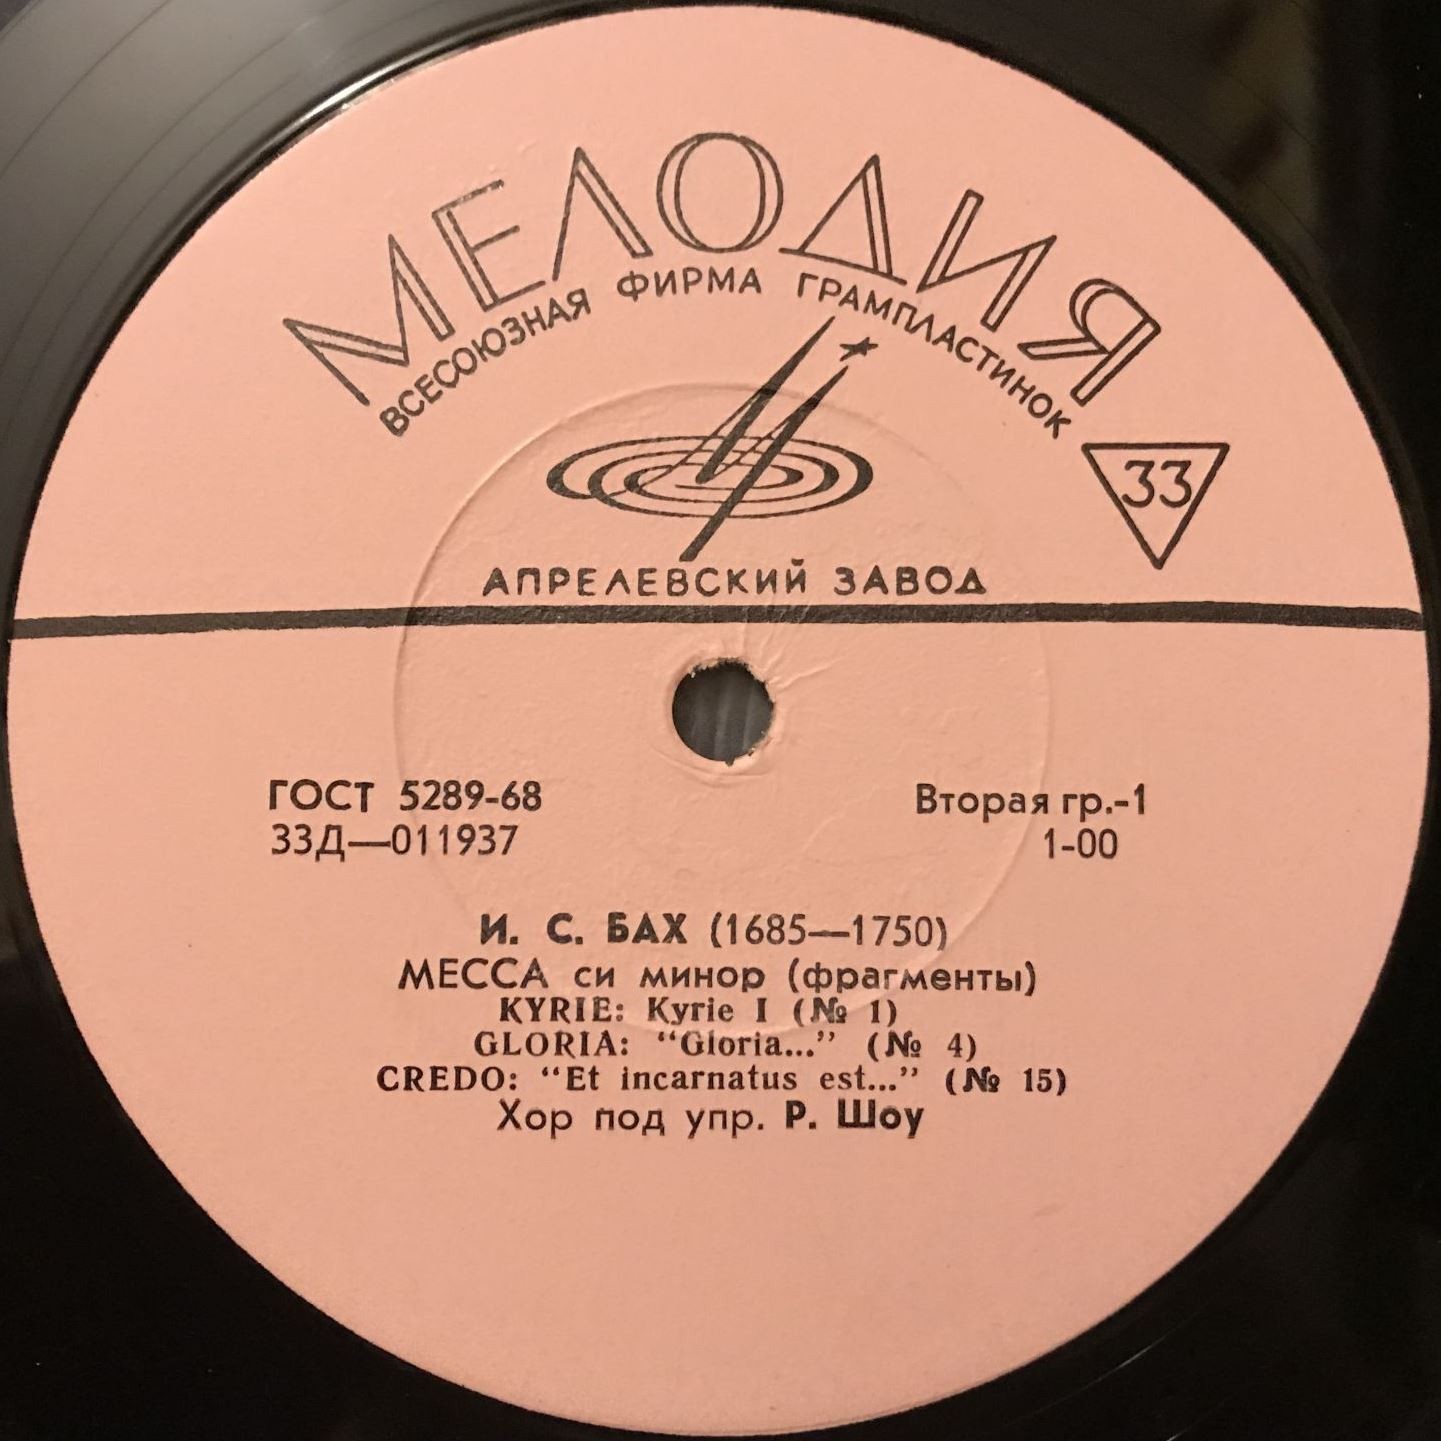 МЕЛОДИЯ
ВСЕСОЮЗНАЯ ФИРМА ГРАМПЛАСТИНОК
33
АПРЕЛЕВСКИЙ ЗАВОД
ГОСТ 5289-68
33Д—011937
Вторая гр.-1
1-00
И. С. БАХ (1685—1750)
МЕССА си минор (фрагменты)
KYRIE: Kyrie I (№ 1)
GLORIA: “Gloria...” (№ 4)
CREDO: “Et incarnatus est...” (№ 15)
Хор под упр. Р. Шоу